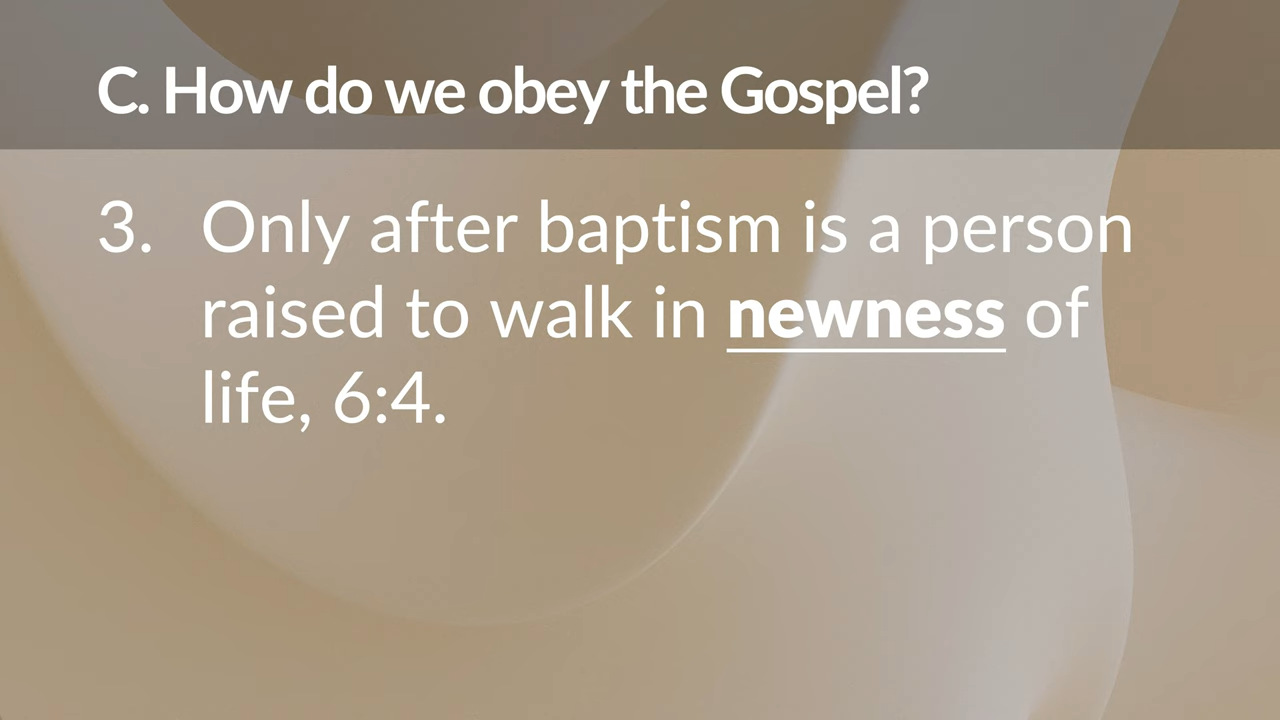 C. How do we obey the Gospel?
3. Only after baptism is a person
raised to walk in newness of
life, 6:4.